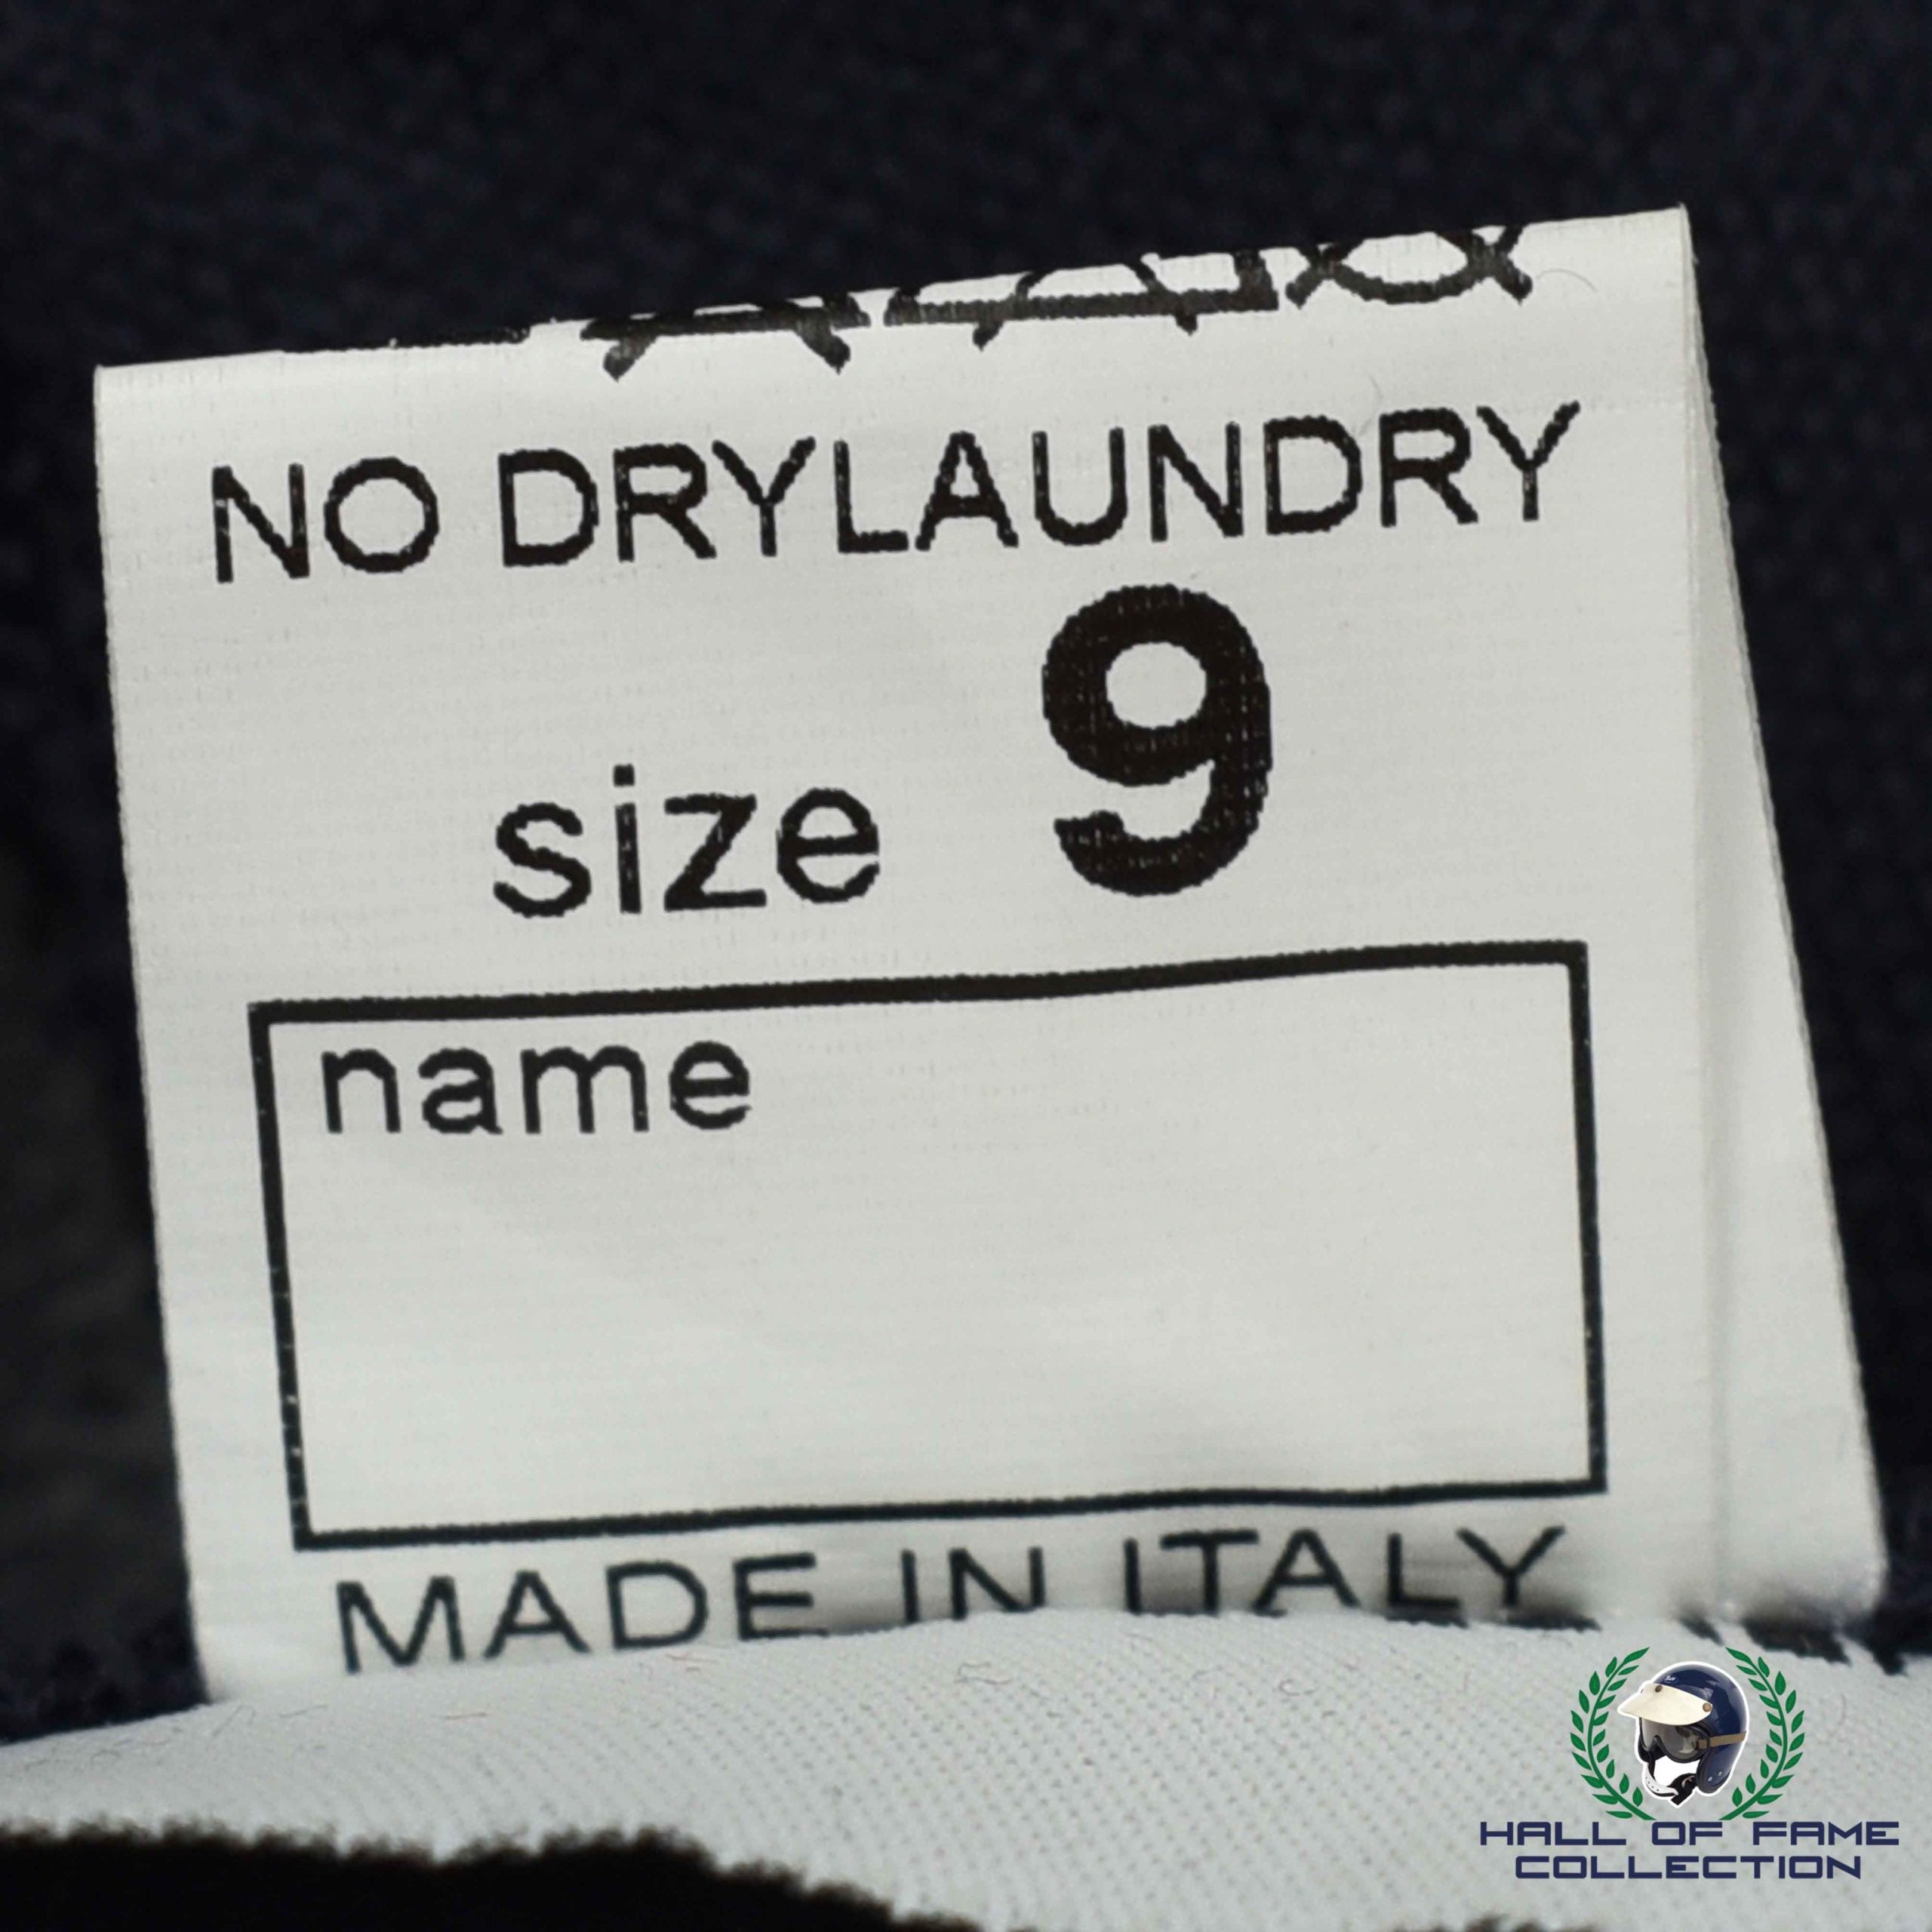 NO DRYLAUNDRY
size 9
name
MADE IN ITALY
HALL OF FAME
COLLECTION